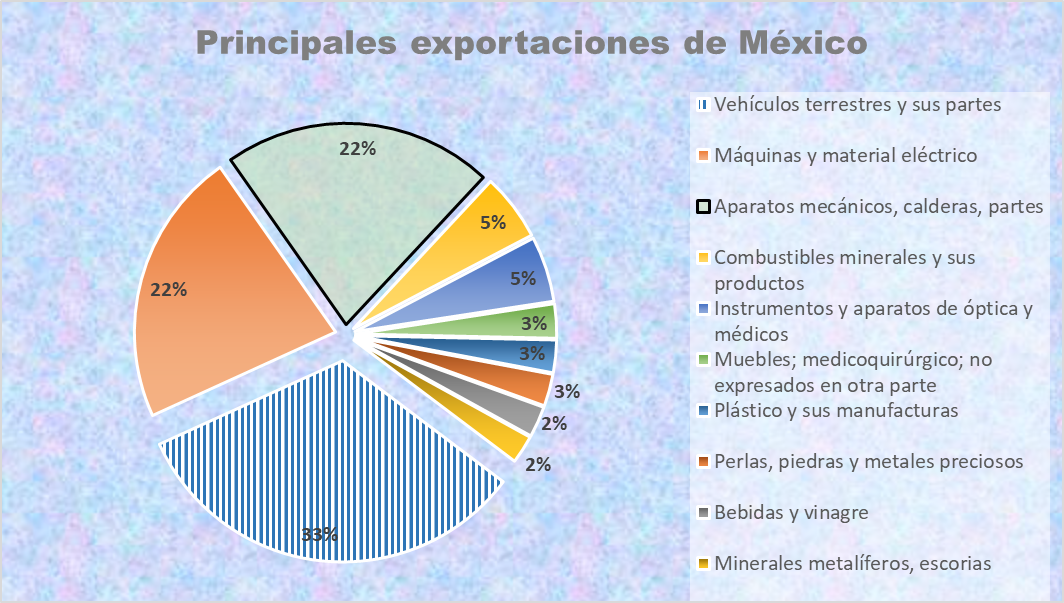 Principales exportaciones de México
22%
5%
5%
22%
3%
3%
3%
2%
2%
33%
Vehículos terrestres y sus partes
Máquinas y material eléctrico
Aparatos mecánicos, calderas, partes
Combustibles minerales y sus
productos
Instrumentos y aparatos de óptica y
médicos
Muebles; medicoquirúrgico; no
expresados en otra parte
Plástico y sus manufacturas
Perlas, piedras y metales preciosos
Bebidas y vinagre
Minerales metalíferos, escorias